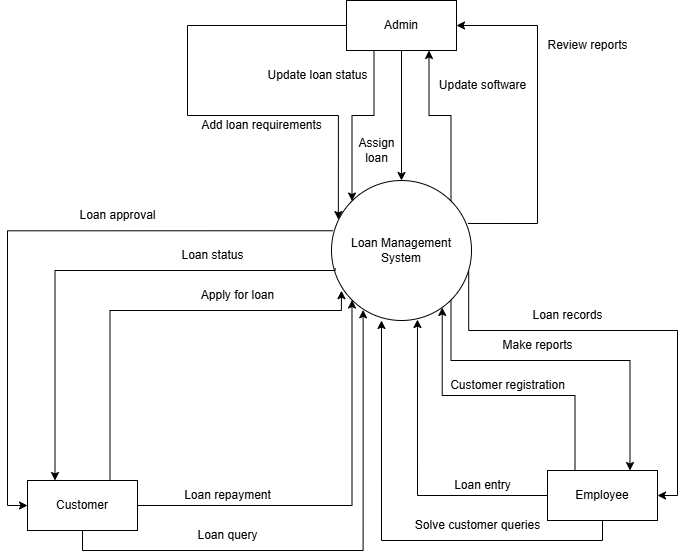 Admin
Review reports
Update loan status
Update software
Add loan requirements
Assign
loan
Loan approval
Loan Management
System
Loan status
Apply for loan
Loan records
Make reports
Customer registration
Loan entry
Loan repayment
Customer
Employee
Solve customer queries
Loan query